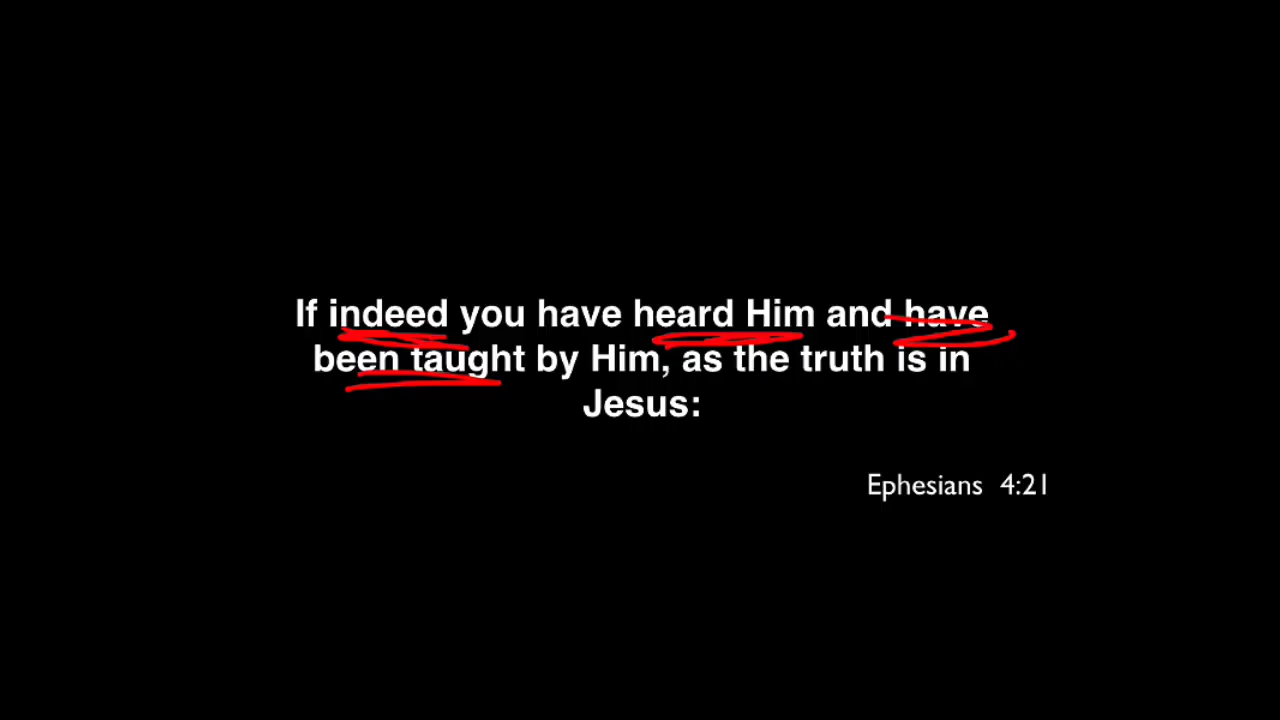 If indeed you have heard Him and have
been taught by Him, as the truth is in
Jesus:
Ephesians 4:21